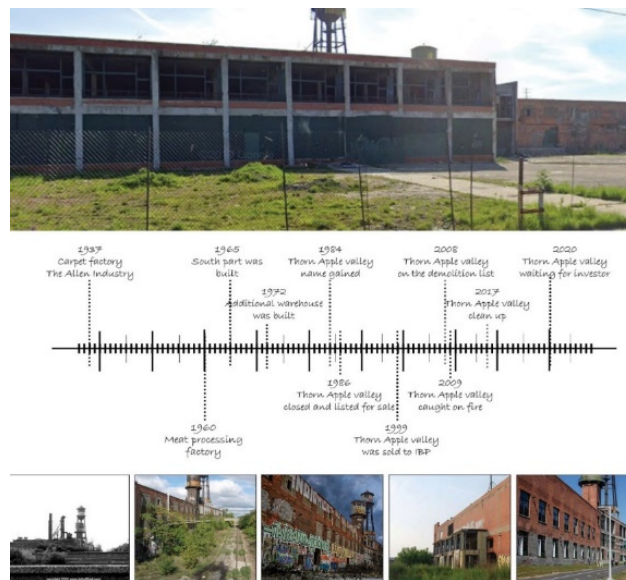 1937
Carpet factory
The Allen Industry
1965
South part was
built
1972
Additional warehouse
was built
1984
Thorn Apple valley
name gained
2008
Thorn Apple valley
on the demolition list
2017
Thorn Apple valley
clean up
2020
Thorn Apple valley
waiting for investor
1960
Meat processing
factory
1986
Thorn Apple valley
closed and listed for sale
1999
Thorn Apple valley
was sold to IBP
2009
Thorn Apple valley
caught on fire